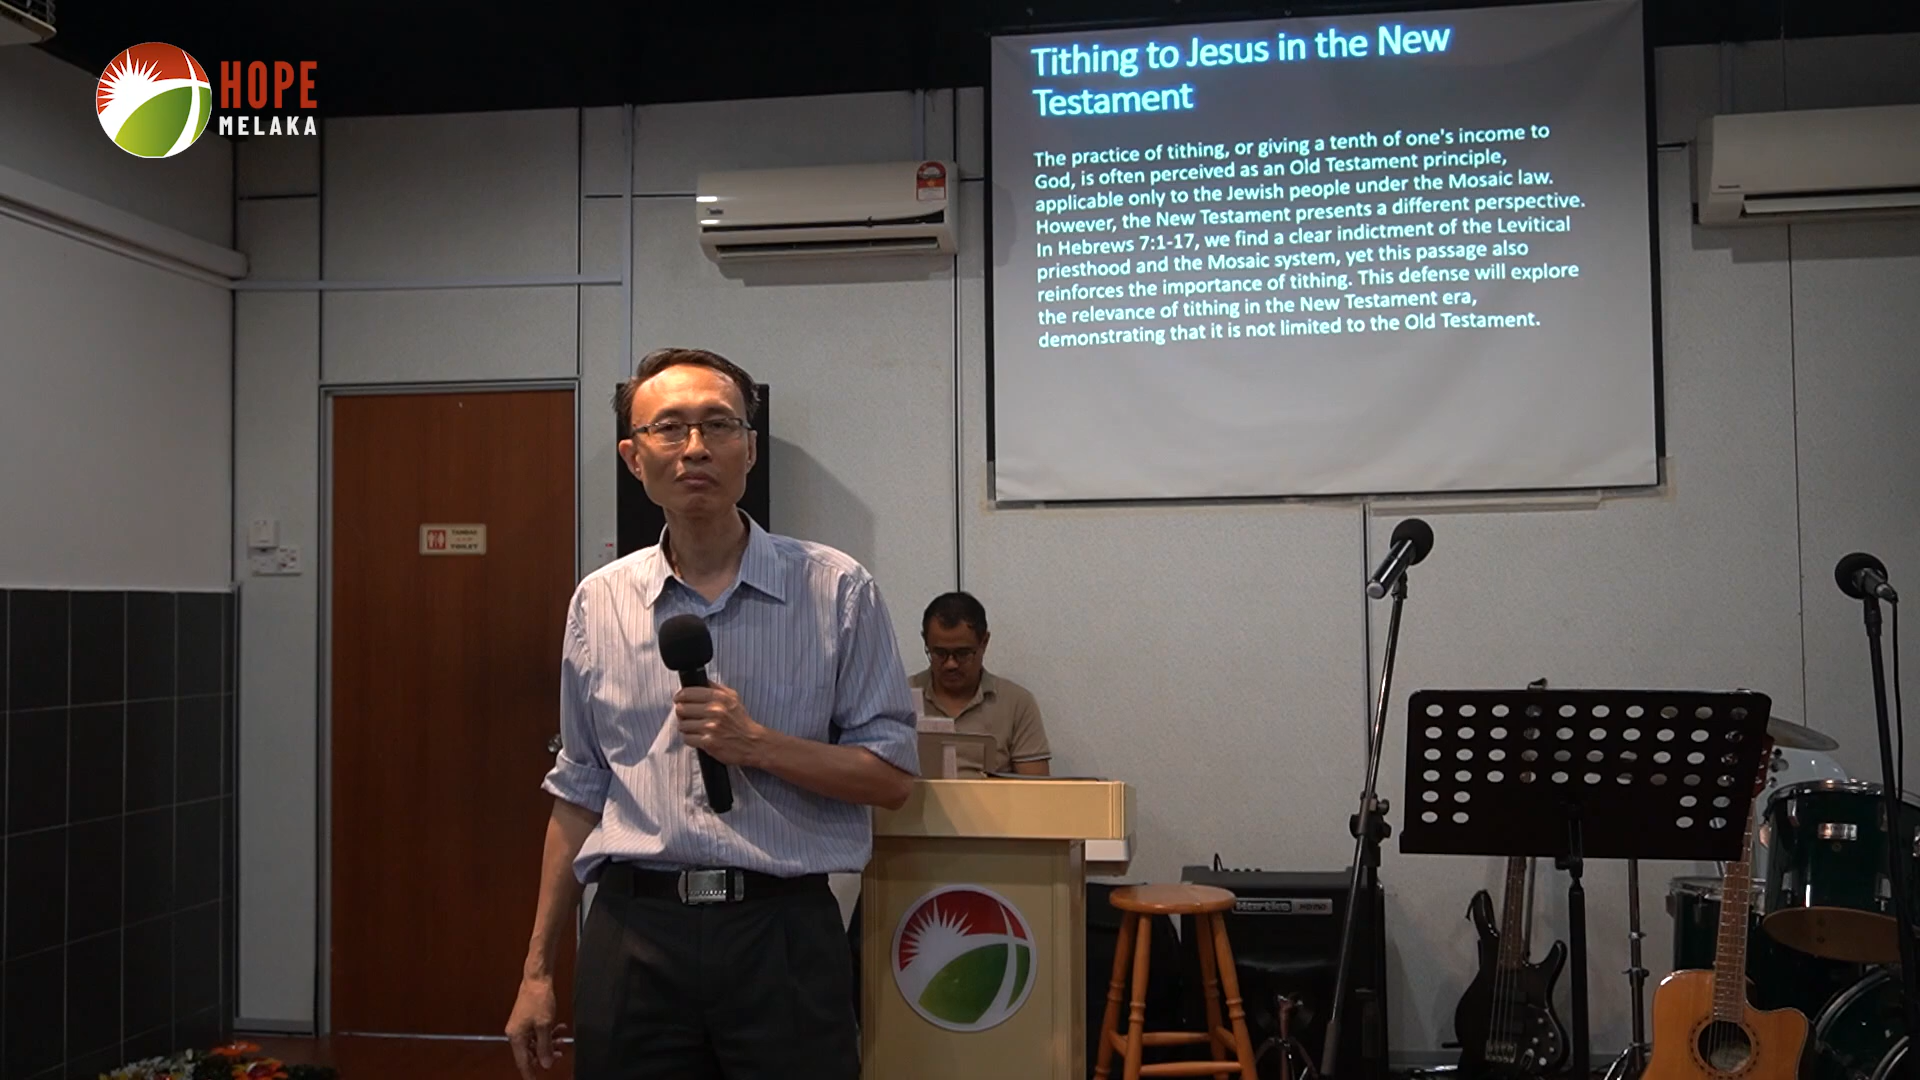 HOPE
MELAKA
Tithing to Jesus in the New
Testament
The practice of tithing, or giving a tenth of one's income to
God, is often perceived as an Old Testament principle,
applicable only to the Jewish people under the Mosaic law.
However, the New Testament presents a different perspective.
In Hebrews 7:1-17, we find a clear indictment of the Levitical
priesthood and the Mosaic system, yet this passage also
reinforces the importance of tithing. This defense will explore
the relevance of tithing in the New Testament era,
demonstrating that it is not limited to the Old Testament.
TANDAS
TOILET
Hartke